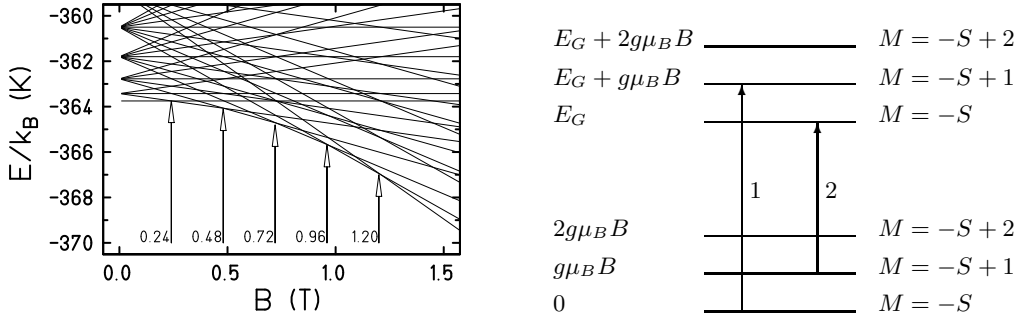 E/k_B (K)
-360
-362
-364
-366
-368
-370
0.24
0.48
0.72
0.96
1.20
0.0
0.5
1.0
1.5
B (T)
E_G + 2gμ_B B M = −S + 2
E_G + gμ_B B M = −S + 1
E_G M = −S
1 2
2gμ_B B M = −S + 2
gμ_B B M = −S + 1
0 M = −S